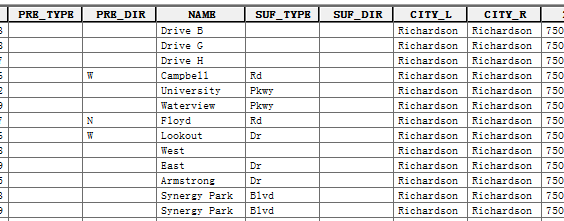 PRE_TYPE PRE_DIR NAME SUF_TYPE SUF_DIR CITY_L CITY_R
Drive B Richardson Richardson 750
Drive G Richardson Richardson 750
Drive H Richardson Richardson 750
W Campbell Rd Richardson Richardson 750
University Pkwy Richardson Richardson 750
Waterview Pkwy Richardson Richardson 750
N Floyd Rd Richardson Richardson 750
W Lookout Dr Richardson Richardson 750
West Richardson Richardson 750
East Dr Richardson Richardson 750
Armstrong Dr Richardson Richardson 750
Synergy Park Blvd Richardson Richardson 750
Synergy Park Blvd Richardson Richardson 750